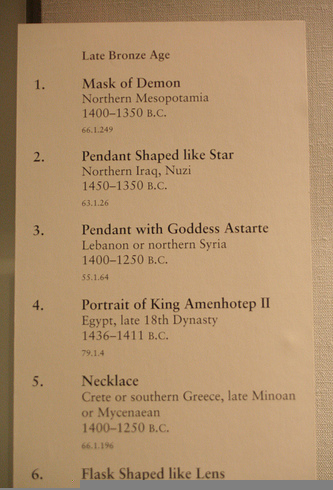 Late Bronze Age
1. Mask of Demon
Northern Mesopotamia
1400–1350 B.C.
66.1.249
2. Pendant Shaped like Star
Northern Iraq, Nuzi
1450–1350 B.C.
63.1.26
3. Pendant with Goddess Astarte
Lebanon or northern Syria
1400–1250 B.C.
55.1.64
4. Portrait of King Amenhotep II
Egypt, late 18th Dynasty
1436–1411 B.C.
79.1.4
5. Necklace
Crete or southern Greece, late Minoan
or Mycenaean
1400–1250 B.C.
66.1.196
6. Flask Shaped like Lens